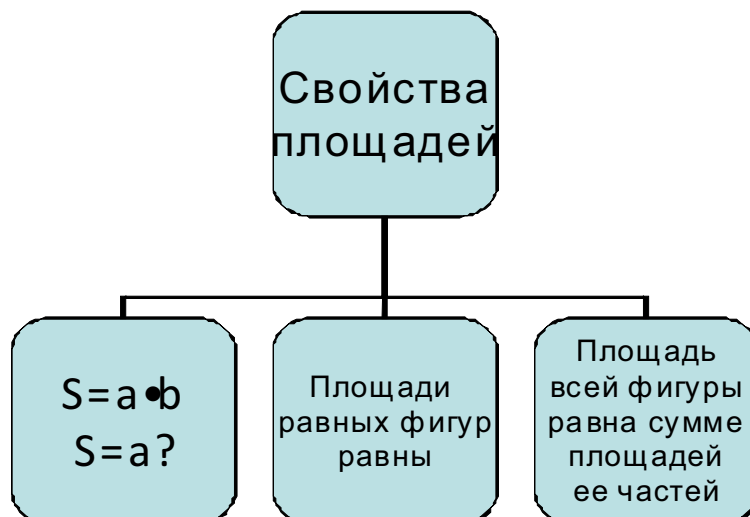 Свойства
площадей
S=a•b
S=a?
Площади
равных фигур
равны
Площадь
всей фигуры
равна сумме
площадей
ее частей